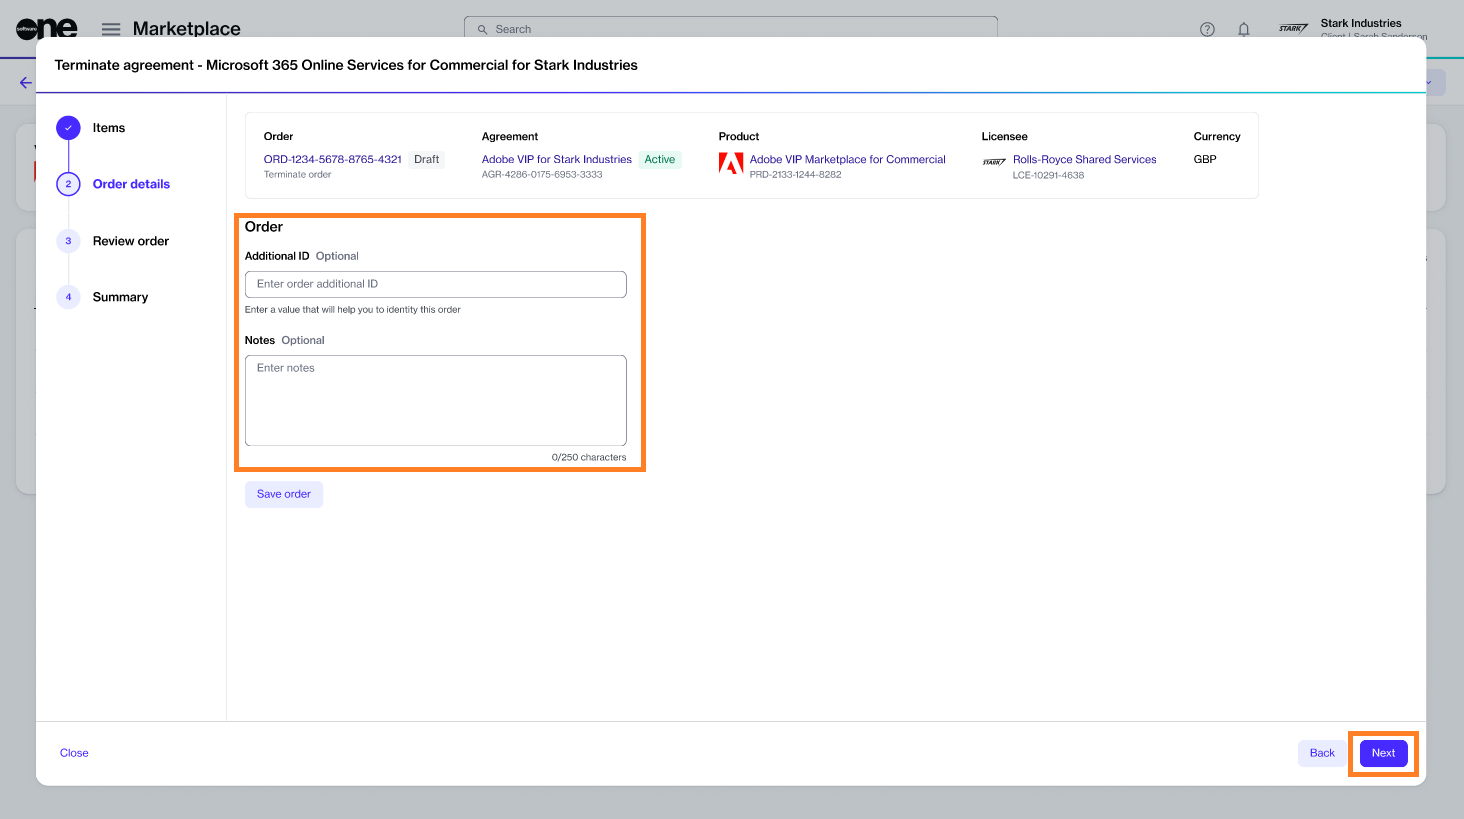 software one
Marketplace
Search
STARK
Stark Industries
Terminate agreement - Microsoft 365 Online Services for Commercial for Stark Industries
Items
2 Order details
3 Review order
4 Summary
Order
ORD-1234-5678-8765-4321 Draft
Terminate order
Agreement
Adobe VIP for Stark Industries Active
AGR-4286-0175-6953-3333
Product
Adobe VIP Marketplace for Commercial
PRD-2133-1244-8282
Licensee
STARK Rolls-Royce Shared Services
LCE-10291-4638
Currency
GBP
Order
Additional ID Optional
Enter order additional ID
Enter a value that will help you to identity this order
Notes Optional
Enter notes
0/250 characters
Save order
Close
Back
Next